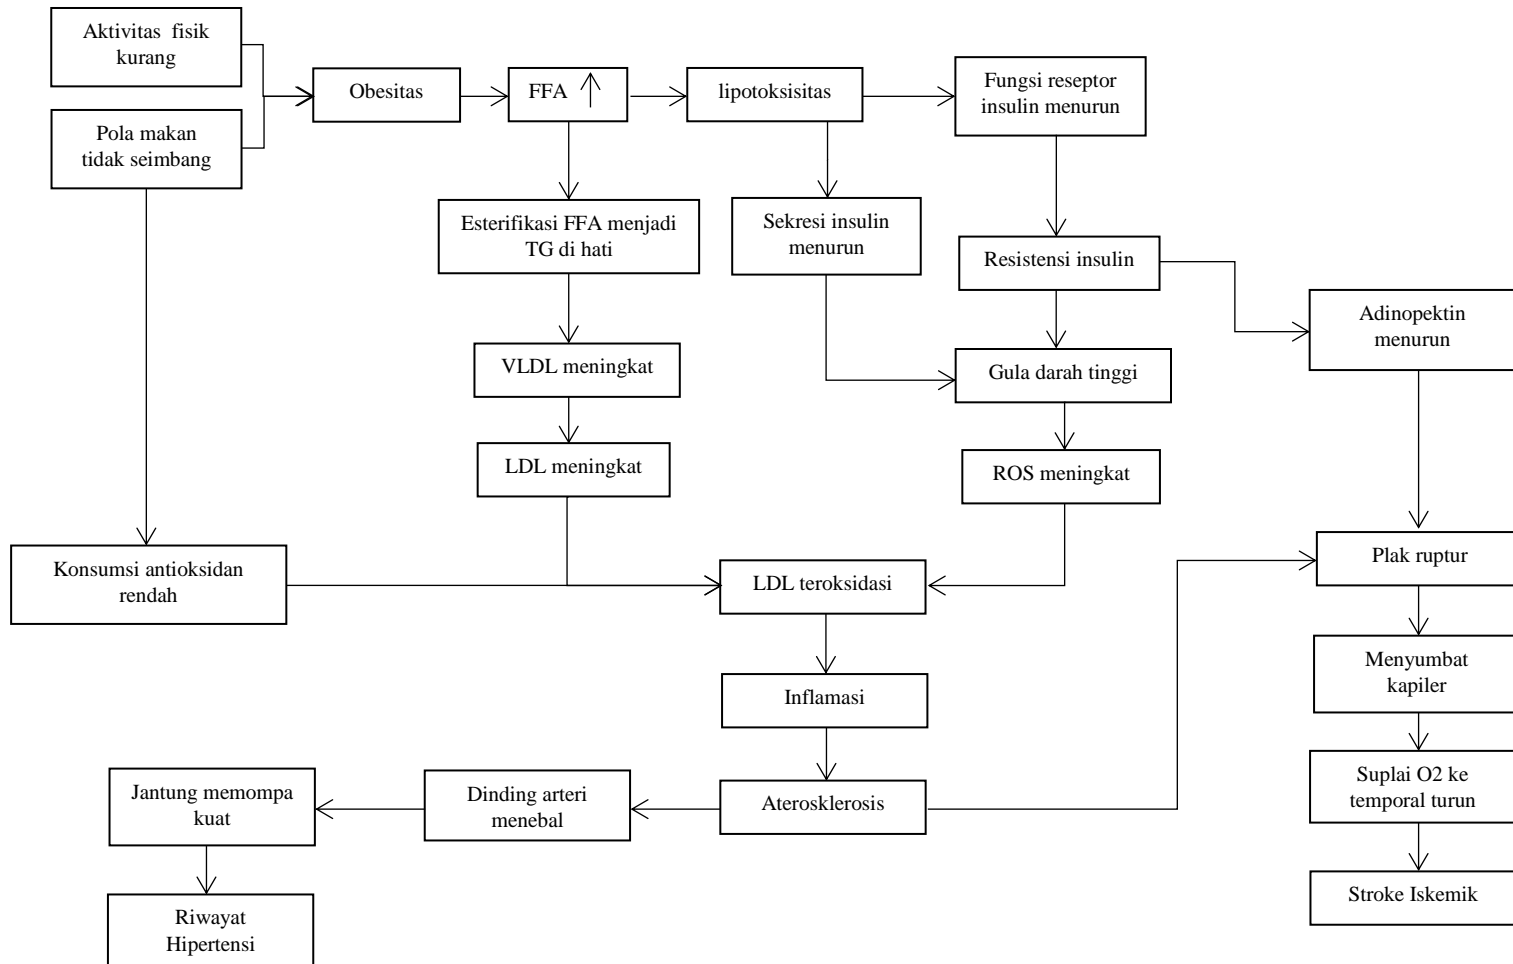 Aktivitas fisik
kurang
Obesitas
FFA
lipotoksisitas
Fungsi reseptor
insulin menurun
Pola makan
tidak seimbang
Esterifikasi FFA menjadi
TG di hati
Sekresi insulin
menurun
Resistensi insulin
Adinopektin
menurun
VLDL meningkat
Gula darah tinggi
LDL meningkat
ROS meningkat
Konsumsi antioksidan
rendah
LDL teroksidasi
Plak ruptur
Inflamasi
Menyumbat
kapiler
Jantung memompa
kuat
Dinding arteri
menebal
Aterosklerosis
Suplai O2 ke
temporal turun
Riwayat
Hipertensi
Stroke Iskemik